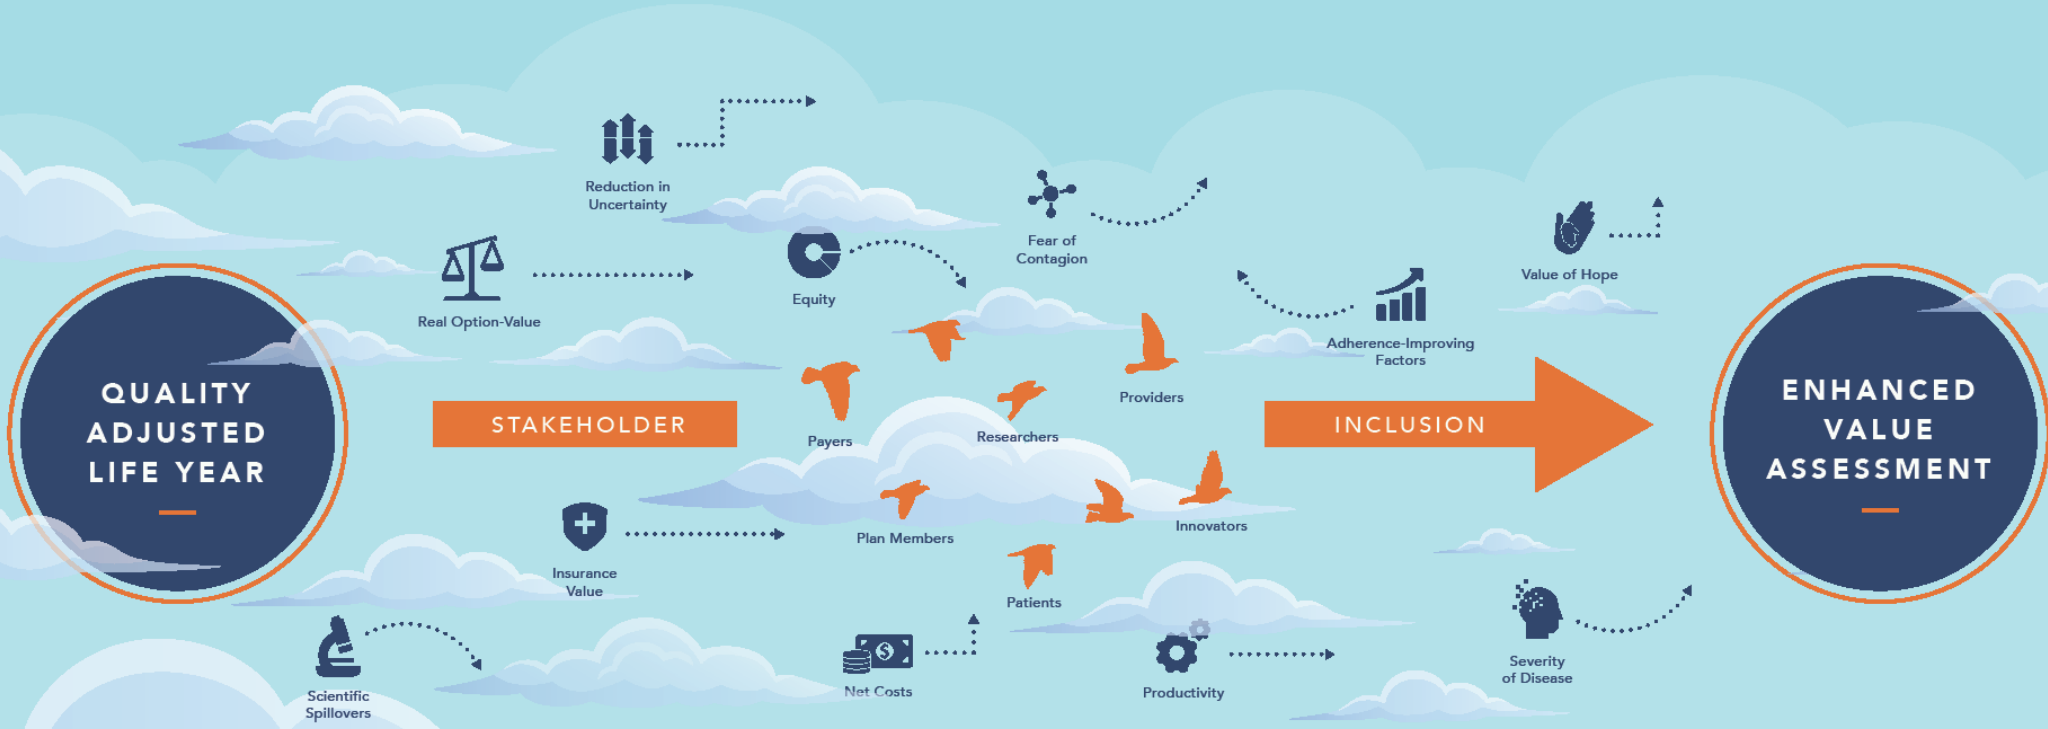 Reduction in
Uncertainty
Fear of
Contagion
Value of Hope
Equity
Real Option-Value
Adherence-Improving
Factors
QUALITY
ADJUSTED
LIFE YEAR
STAKEHOLDER
Payers
Researchers
Providers
Plan Members
Innovators
Patients
INCLUSION
ENHANCED
VALUE
ASSESSMENT
Insurance
Value
Scientific
Spillovers
$
Net Costs
Productivity
Severity
of Disease